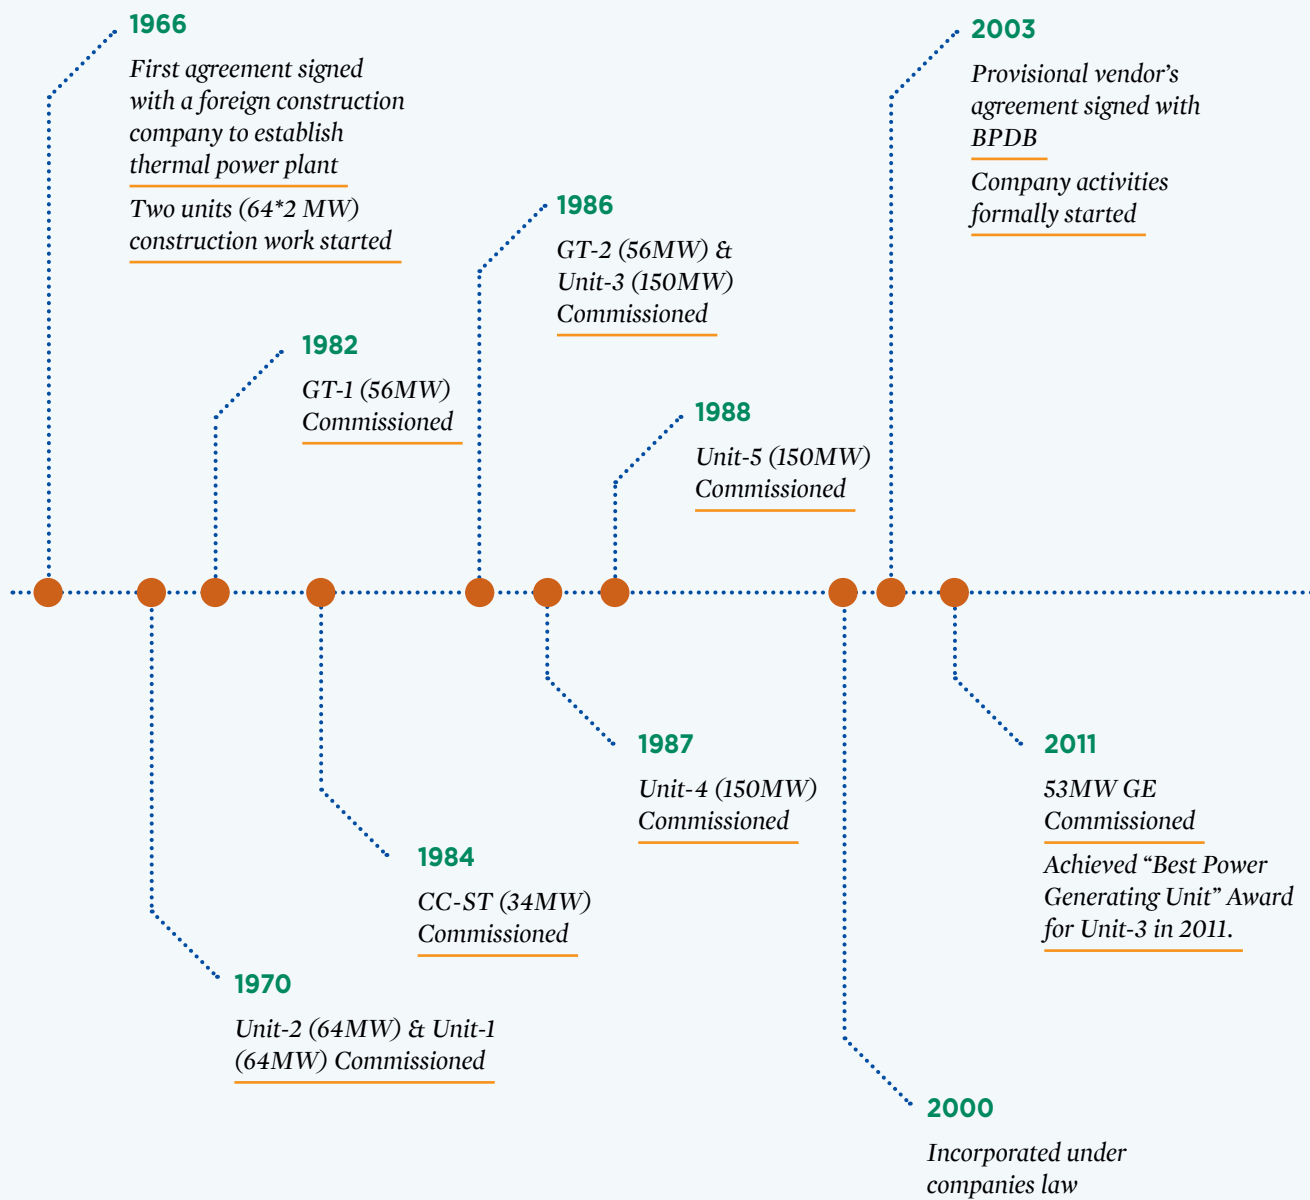 1966
First agreement signed
with a foreign construction
company to establish
thermal power plant
Two units (64*2 MW)
construction work started
1970
Unit-2 (64MW) & Unit-1
(64MW) Commissioned
1982
GT-1 (56MW)
Commissioned
1984
CC-ST (34MW)
Commissioned
1986
GT-2 (56MW) &
Unit-3 (150MW)
Commissioned
1987
Unit-4 (150MW)
Commissioned
1988
Unit-5 (150MW)
Commissioned
2000
Incorporated under
companies law
2003
Provisional vendor’s
agreement signed with
BPDB
Company activities
formally started
2011
53MW GE
Commissioned
Achieved “Best Power
Generating Unit” Award
for Unit-3 in 2011.